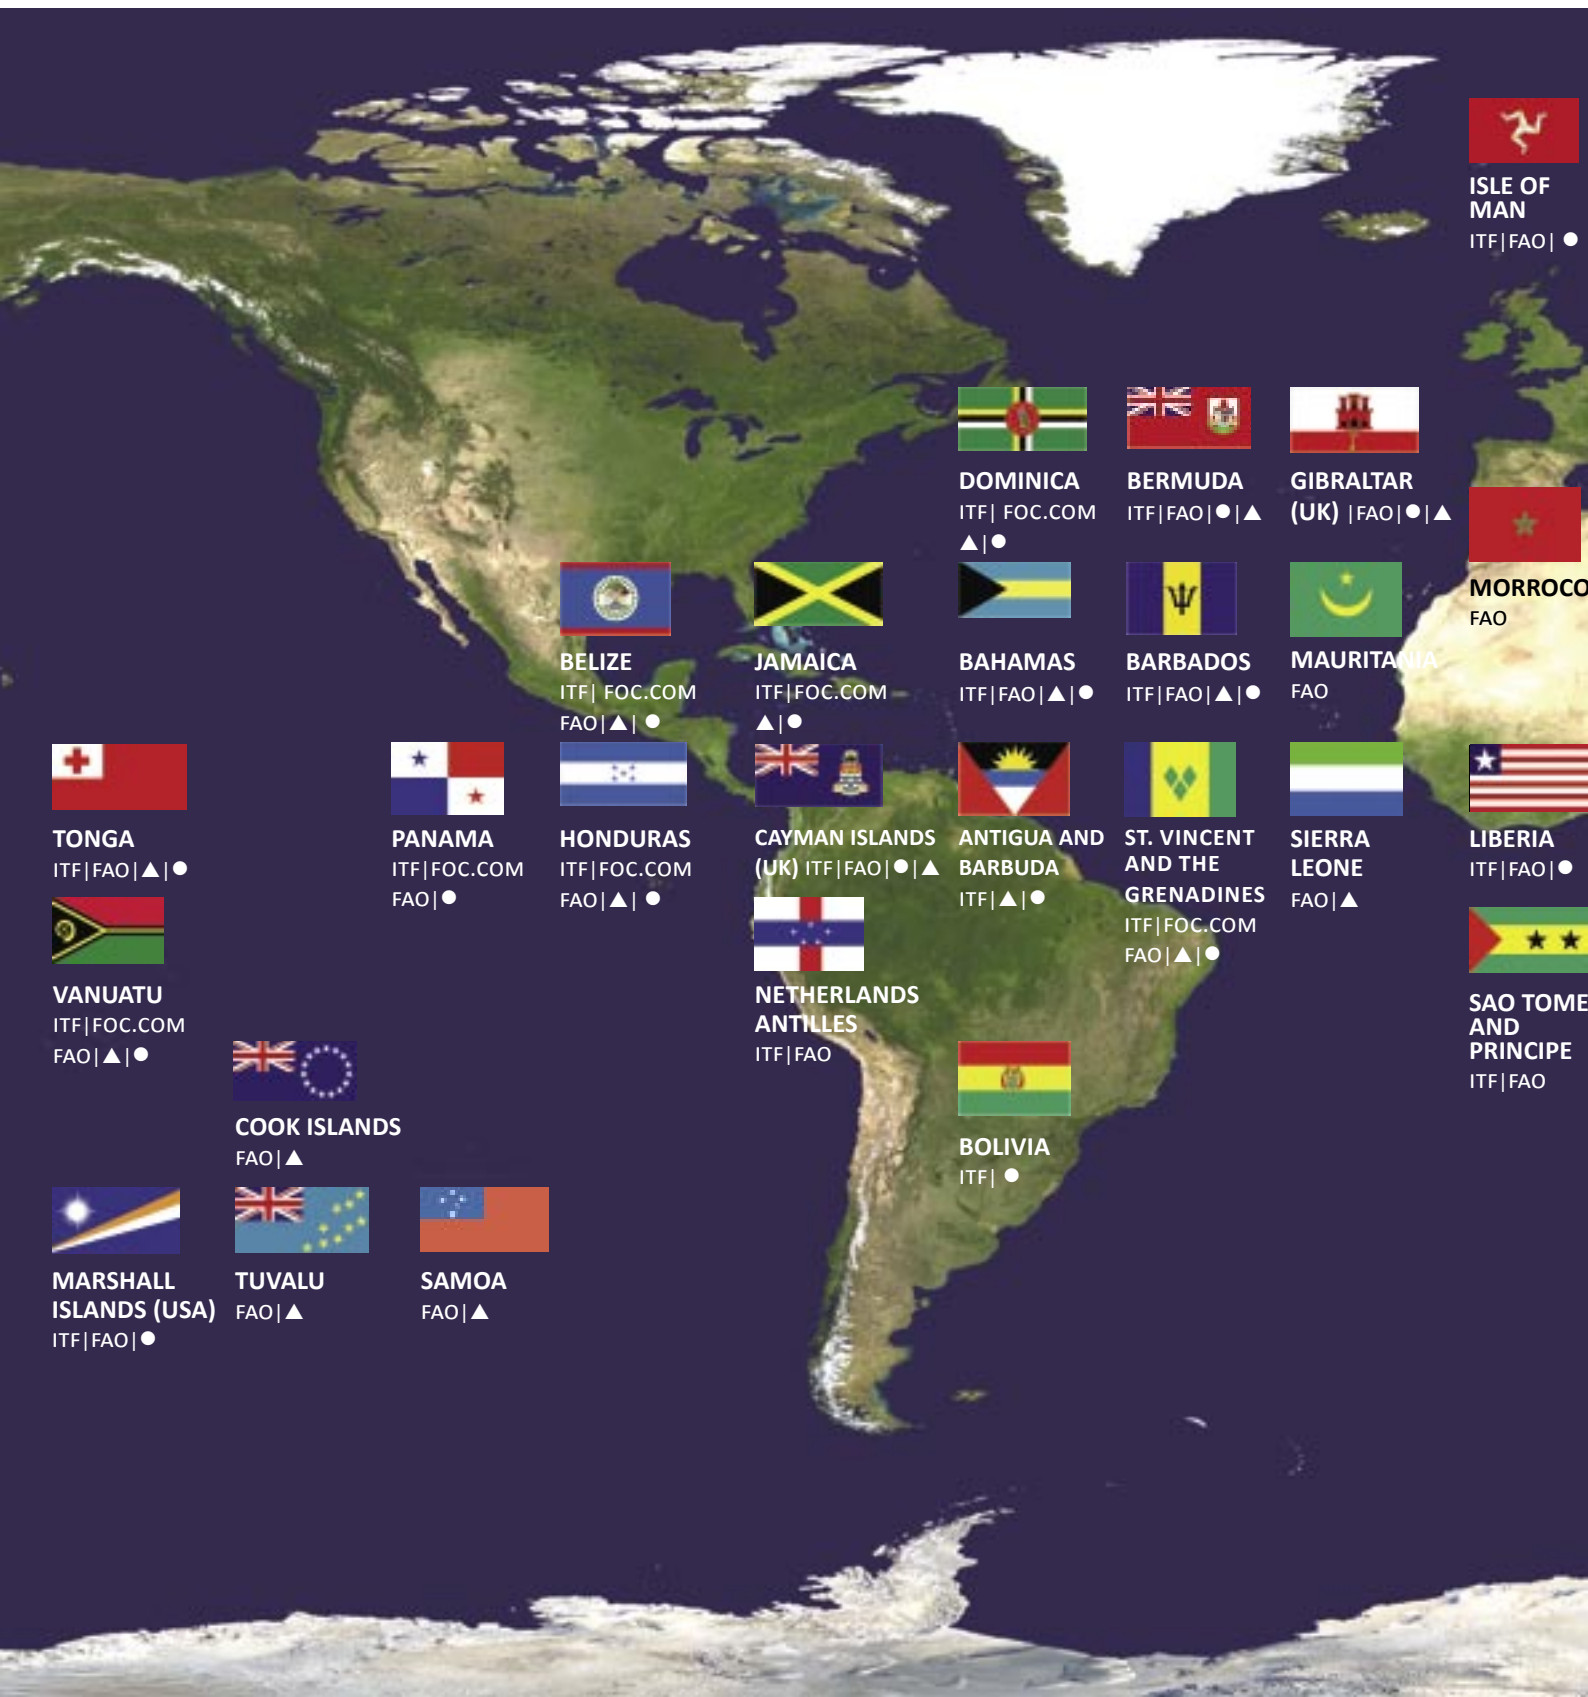 ISLE OF
MAN
ITF|FAO| ●
DOMINICA
ITF| FOC.COM
▲|●
BERMUDA
ITF|FAO|●|▲
GIBRALTAR
(UK) |FAO|●|▲
MORROCO
FAO
BELIZE
ITF| FOC.COM
FAO|▲| ●
JAMAICA
ITF|FOC.COM
▲|●
BAHAMAS
ITF|FAO|▲|●
BARBADOS
ITF|FAO|▲|●
MAURITANIA
FAO
TONGA
ITF|FAO|▲|●
PANAMA
ITF|FOC.COM
FAO|●
HONDURAS
ITF|FOC.COM
FAO|▲| ●
CAYMAN ISLANDS
(UK) ITF|FAO|●|▲
ANTIGUA AND
BARBUDA
ITF|▲|●
ST. VINCENT
AND THE
GRENADINES
ITF|FOC.COM
FAO|▲|●
SIERRA
LEONE
FAO|▲
LIBERIA
ITF|FAO|●
VANUATU
ITF|FOC.COM
FAO|▲|●
NETHERLANDS
ANTILLES
ITF|FAO
SAO TOME
AND
PRINCIPE
ITF|FAO
COOK ISLANDS
FAO|▲
BOLIVIA
ITF| ●
MARSHALL
ISLANDS (USA)
ITF|FAO|●
TUVALU
FAO|▲
SAMOA
FAO|▲